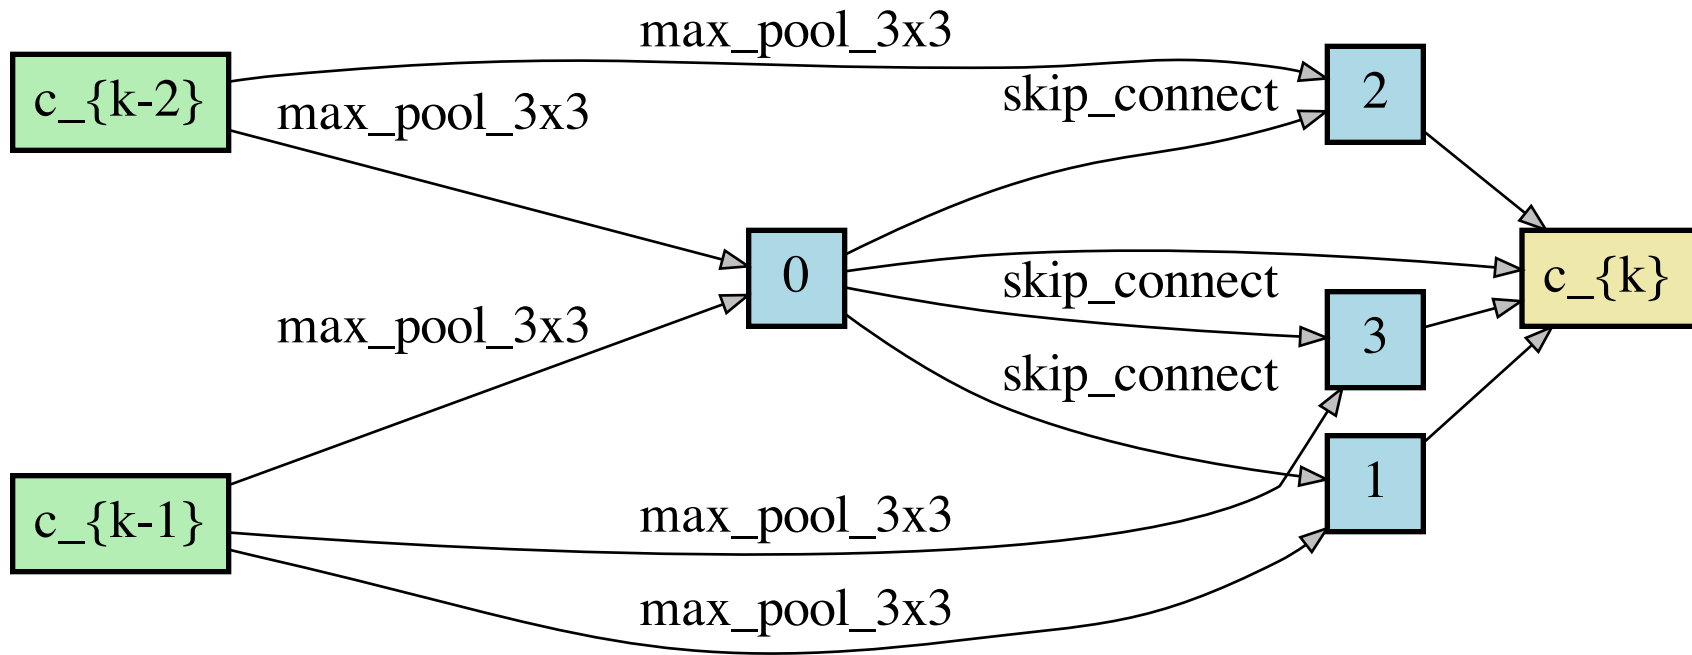 max_pool_3x3
c_{k-2}
max_pool_3x3
skip_connect
2
0
skip_connect
c_{k}
max_pool_3x3
3
skip_connect
c_{k-1}
max_pool_3x3
1
max_pool_3x3